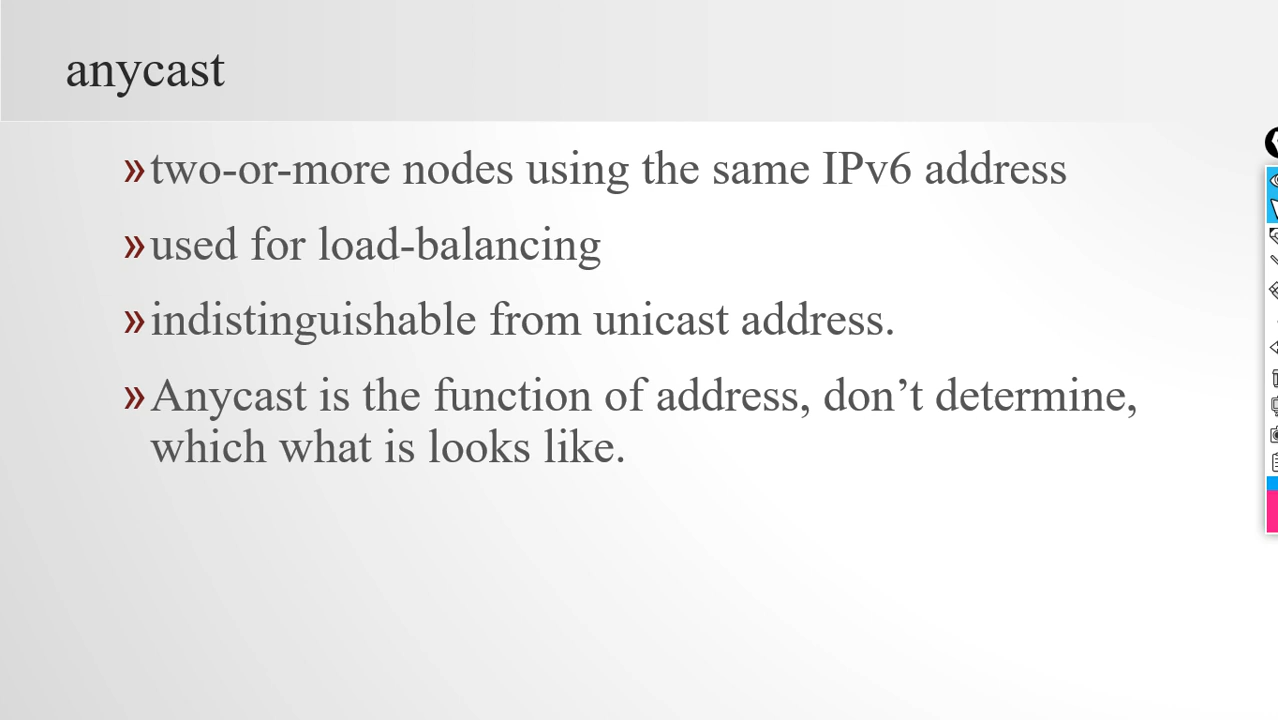 anycast
»two-or-more nodes using the same IPv6 address
»used for load-balancing
»indistinguishable from unicast address.
»Anycast is the function of address, don’t determine,
which what is looks like.